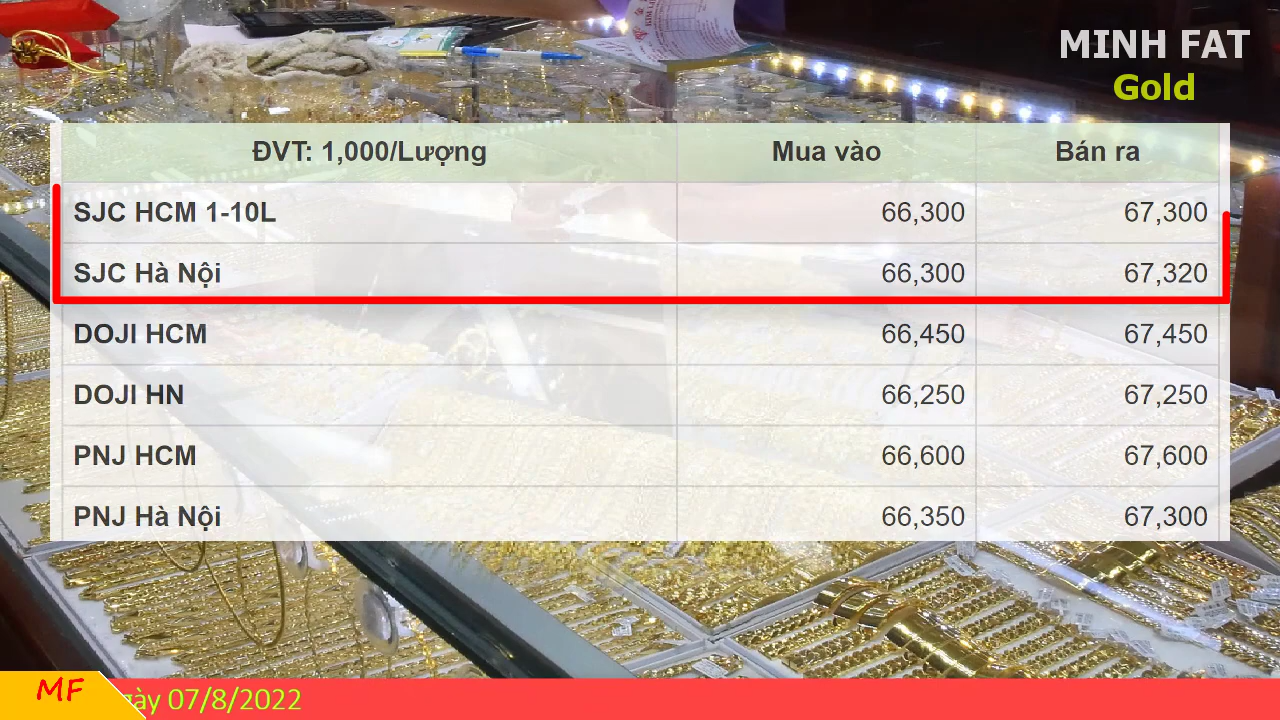 MINH FAT
Gold
ĐVT: 1,000/Lượng Mua vào Bán ra
SJC HCM 1-10L 66,300 67,300
SJC Hà Nội 66,300 67,320
DOJI HCM 66,450 67,450
DOJI HN 66,250 67,250
PNJ HCM 66,600 67,600
PNJ Hà Nội 66,350 67,300
MF gày 07/8/2022